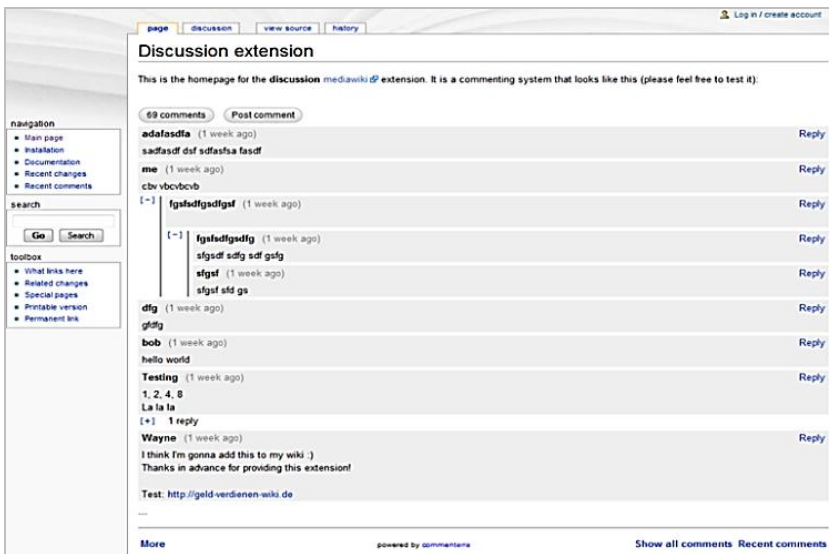 Log in / create account
page discussion view source history
Discussion extension
This is the homepage for the discussion mediawiki extension. It is a commenting system that looks like this (please feel free to test it):
navigation
Main page
Installation
Documentation
Recent changes
Recent comments
search
Go Search
toolbox
What links here
Related changes
Special pages
Printable version
Permanent link
69 comments Post comment
adafasdfa (1 week ago) Reply
sadfasdf dsf sdfasfsa fasdf
me (1 week ago) Reply
cbv vbcvbcvb
[-] fgsfsdfgsdfgsf (1 week ago) Reply
[-] fgsfsdfgsdfg (1 week ago) Reply
sfgsdf sdfg sdf gsfg
sfgsf (1 week ago) Reply
sfgsf sfd gs
dfg (1 week ago) Reply
gfdfg
bob (1 week ago) Reply
hello world
Testing (1 week ago) Reply
1, 2, 4, 8
La la la
[+] 1 reply
Wayne (1 week ago) Reply
I think I'm gonna add this to my wiki :)
Thanks in advance for providing this extension!
Test: http://geld-verdienen-wiki.de
...
More powered by commenterra Show all comments Recent comments